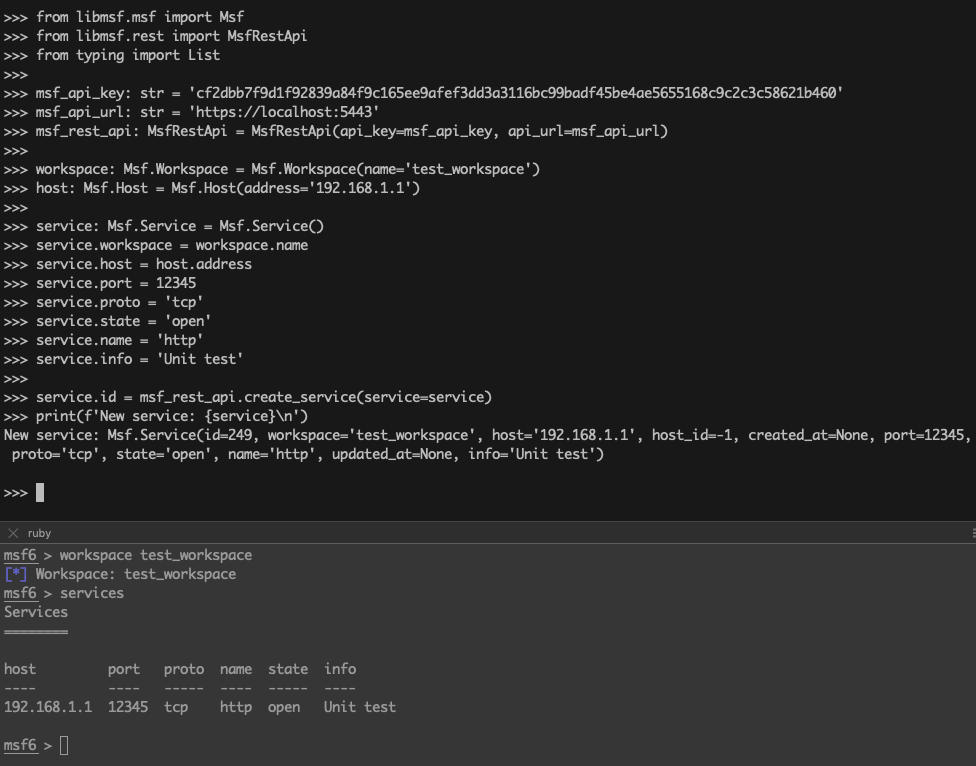 >>> from libmsf.msf import Msf
>>> from libmsf.rest import MsfRestApi
>>> from typing import List
>>>
>>> msf_api_key: str = 'cf2dbb7f9d1f92839a84f9c165ee9afef3dd3a3116bc99badf45be4ae5655168c9c2c3c58621b460'
>>> msf_api_url: str = 'https://localhost:5443'
>>> msf_rest_api: MsfRestApi = MsfRestApi(api_key=msf_api_key, api_url=msf_api_url)
>>>
>>> workspace: Msf.Workspace = Msf.Workspace(name='test_workspace')
>>> host: Msf.Host = Msf.Host(address='192.168.1.1')
>>>
>>> service: Msf.Service = Msf.Service()
>>> service.workspace = workspace.name
>>> service.host = host.address
>>> service.port = 12345
>>> service.proto = 'tcp'
>>> service.state = 'open'
>>> service.name = 'http'
>>> service.info = 'Unit test'
>>>
>>> service.id = msf_rest_api.create_service(service=service)
>>> print(f'New service: {service}\n')
New service: Msf.Service(id=249, workspace='test_workspace', host='192.168.1.1', host_id=-1, created_at=None, port=12345,
 proto='tcp', state='open', name='http', updated_at=None, info='Unit test')
>>>
ruby
msf6 > workspace test_workspace
[*] Workspace: test_workspace
msf6 > services
Services
========
host         port   proto  name  state  info
----         ----   -----  ----  -----  ----
192.168.1.1  12345  tcp    http  open   Unit test
msf6 >